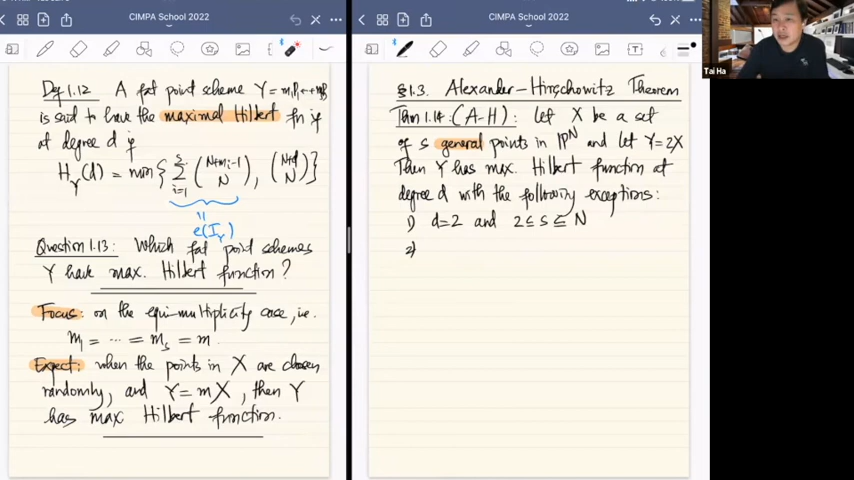 CIMPA School 2022
Def 1.12 A fat point scheme Y = m₁P₁+⋯+
is said to have the maximal Hilbert fn
at degree d if
H_Y(d) = min{ Σ_{i=1}^{s} (N+mᵢ-1 choose N), (N+d choose N) }
"
e(I_Y)
Question 1.13: Which fat point schemes
Y have max. Hilbert function?
Focus: on the equi-multiplicity case, i.e.
m₁ = ⋯ = m_s = m.
Expect: when the points in X are chosen
randomly, and Y = mX, then Y
has max Hilbert function.
CIMPA School 2022
§1.3. Alexander-Hirschowitz Theorem
Thm 1.14: (A-H): let X be a set
of s general points in ℙᴺ and let Y=2X
Then Y has max. Hilbert function at
degree d with the following exceptions:
1) d=2 and 2≤s≤N
2)
Tai Ha